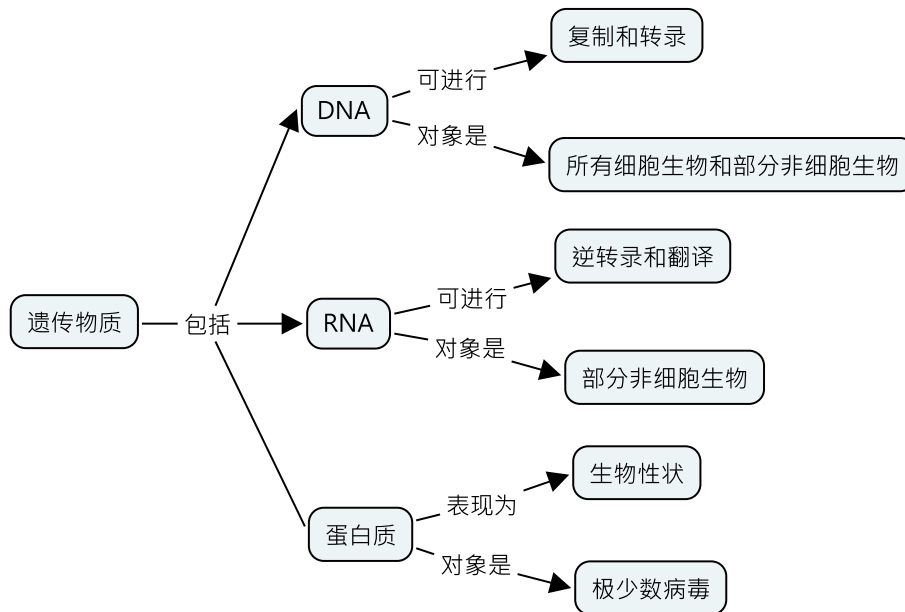 复制和转录
可进行
DNA
对象是
所有细胞生物和部分非细胞生物
逆转录和翻译
可进行
遗传物质
包括
RNA
对象是
部分非细胞生物
生物性状
表现为
蛋白质
对象是
极少数病毒